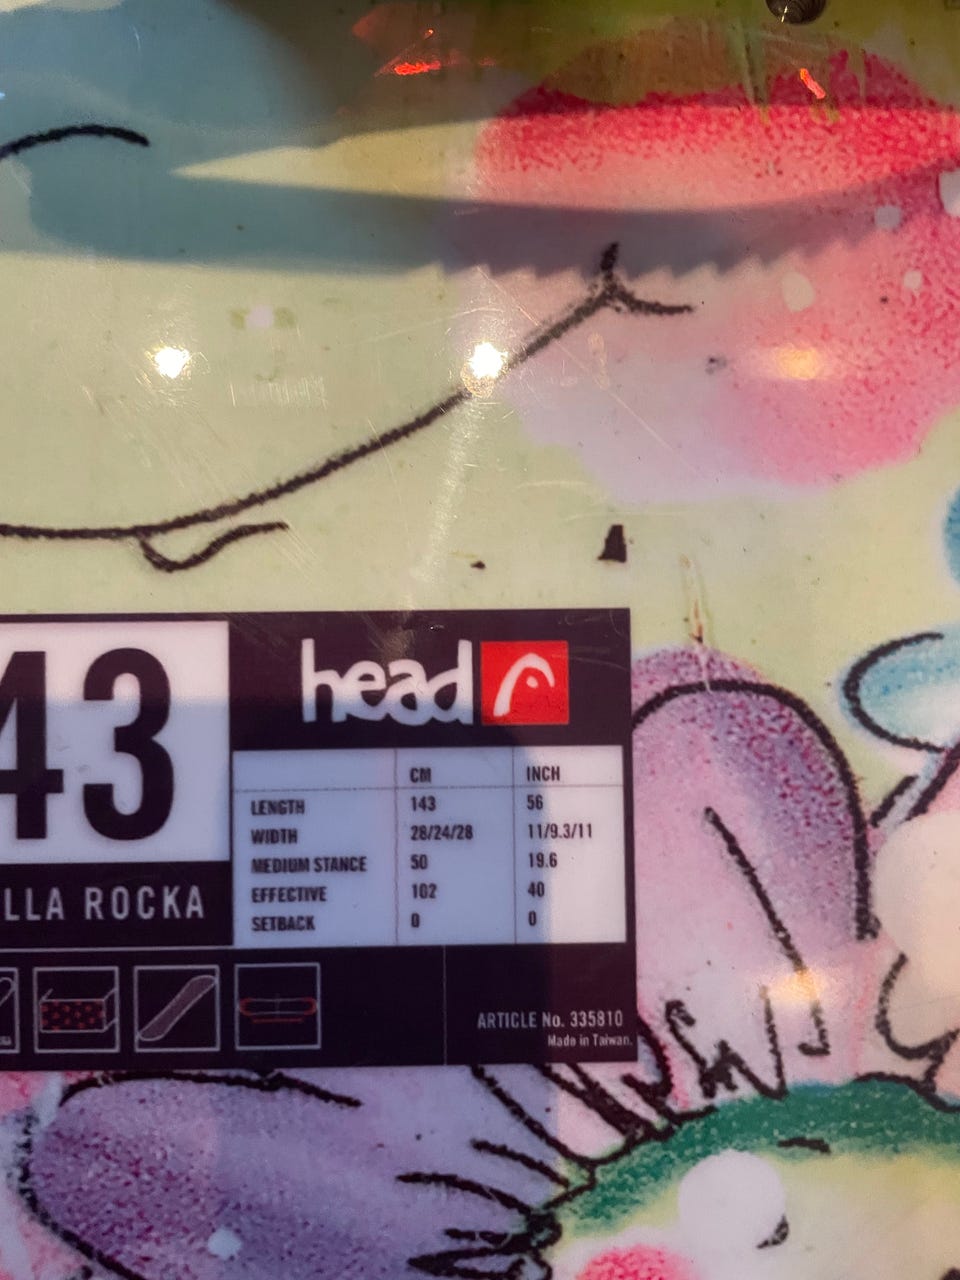 head
43
CM INCH
LENGTH 143 56
WIDTH 28/24/28 11/9.3/11
MEDIUM STANCE 50 19.6
EFFECTIVE 102 40
SETBACK 0 0
LLA ROCKA
ARTICLE No. 335810
Made in Taiwan.